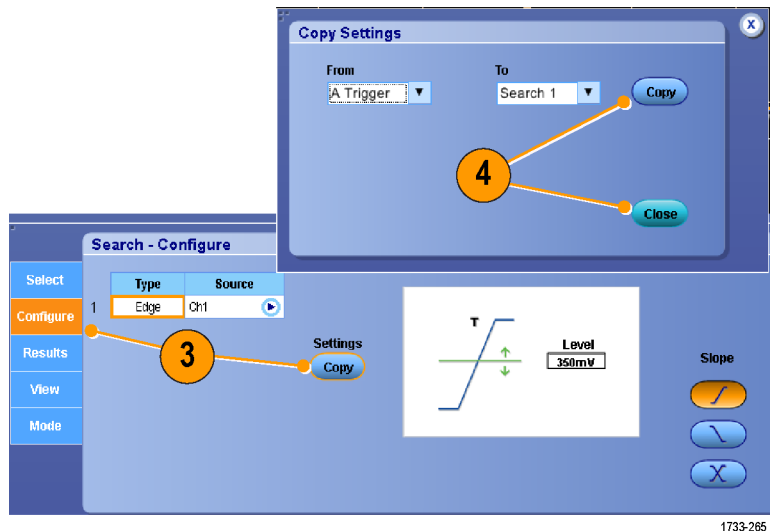 Copy Settings
X
From
To
A Trigger
Search 1
Copy
4
Close
Search - Configure
Select
Configure
Results
View
Mode
Type
Source
1
Edge
Ch1
3
Settings
Copy
T
Level
350mV
Slope
1733-265